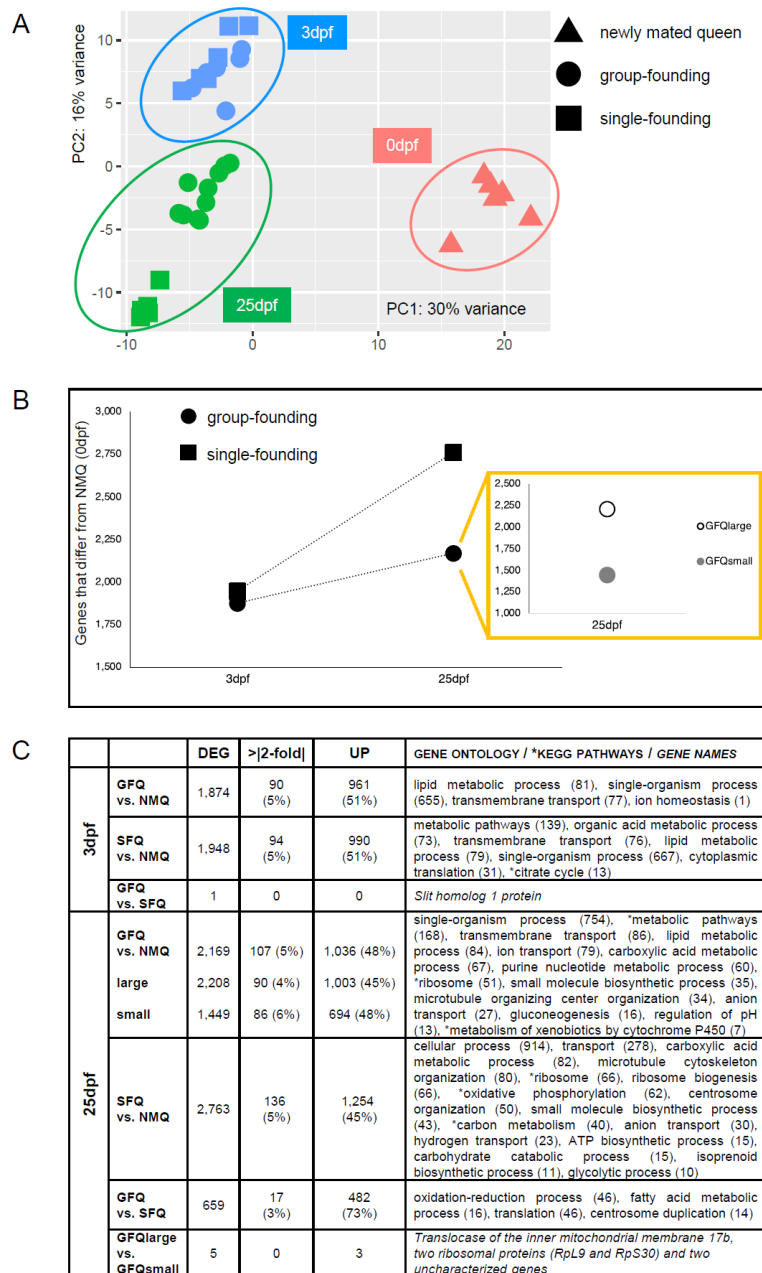 A
3dpf
newly mated queen
group-founding
single-founding
0dpf
25dpf
PC1: 30% variance
PC2: 16% variance
10
5
0
-5
-10
-10
0
10
20
B
group-founding
single-founding
Genes that differ from NMQ (0dpf)
3,000
2,750
2,500
2,250
2,000
1,750
1,500
3dpf
25dpf
2,500
2,250
2,000
1,750
1,500
1,250
1,000
25dpf
GFQlarge
GFQsmall
C
DEG >|2-fold| UP GENE ONTOLOGY / *KEGG PATHWAYS / GENE NAMES
3dpf
GFQ vs. NMQ 1,874 90 (5%) 961 (51%)
lipid metabolic process (81), single-organism process
(655), transmembrane transport (77), ion homeostasis (1)
SFQ vs. NMQ 1,948 94 (5%) 990 (51%)
metabolic pathways (139), organic acid metabolic process
(73), transmembrane transport (76), lipid metabolic
process (79), single-organism process (667), cytoplasmic
translation (31), *citrate cycle (13)
GFQ vs. SFQ 1 0 0 Slit homolog 1 protein
25dpf
GFQ vs. NMQ 2,169 107 (5%) 1,036 (48%)
large 2,208 90 (4%) 1,003 (45%)
small 1,449 86 (6%) 694 (48%)
single-organism process (754), *metabolic pathways
(168), transmembrane transport (86), lipid metabolic
process (84), ion transport (79), carboxylic acid metabolic
process (67), purine nucleotide metabolic process (60),
*ribosome (51), small molecule biosynthetic process (35),
microtubule organizing center organization (34), anion
transport (27), gluconeogenesis (16), regulation of pH
(13), *metabolism of xenobiotics by cytochrome P450 (7)
SFQ vs. NMQ 2,763 136 (5%) 1,254 (45%)
cellular process (914), transport (278), carboxylic acid
metabolic process (82), microtubule cytoskeleton
organization (80), *ribosome (66), ribosome biogenesis
(66), *oxidative phosphorylation (62), centrosome
organization (50), small molecule biosynthetic process
(43), *carbon metabolism (40), anion transport (30),
hydrogen transport (23), ATP biosynthetic process (15),
carbohydrate catabolic process (15), isoprenoid
biosynthetic process (11), glycolytic process (10)
GFQ vs. SFQ 659 17 (3%) 482 (73%)
oxidation-reduction process (46), fatty acid metabolic
process (16), translation (46), centrosome duplication (14)
GFQlarge vs. GFQsmall 5 0 3
Translocase of the inner mitochondrial membrane 17b,
two ribosomal proteins (RpL9 and RpS30) and two
uncharacterized genes